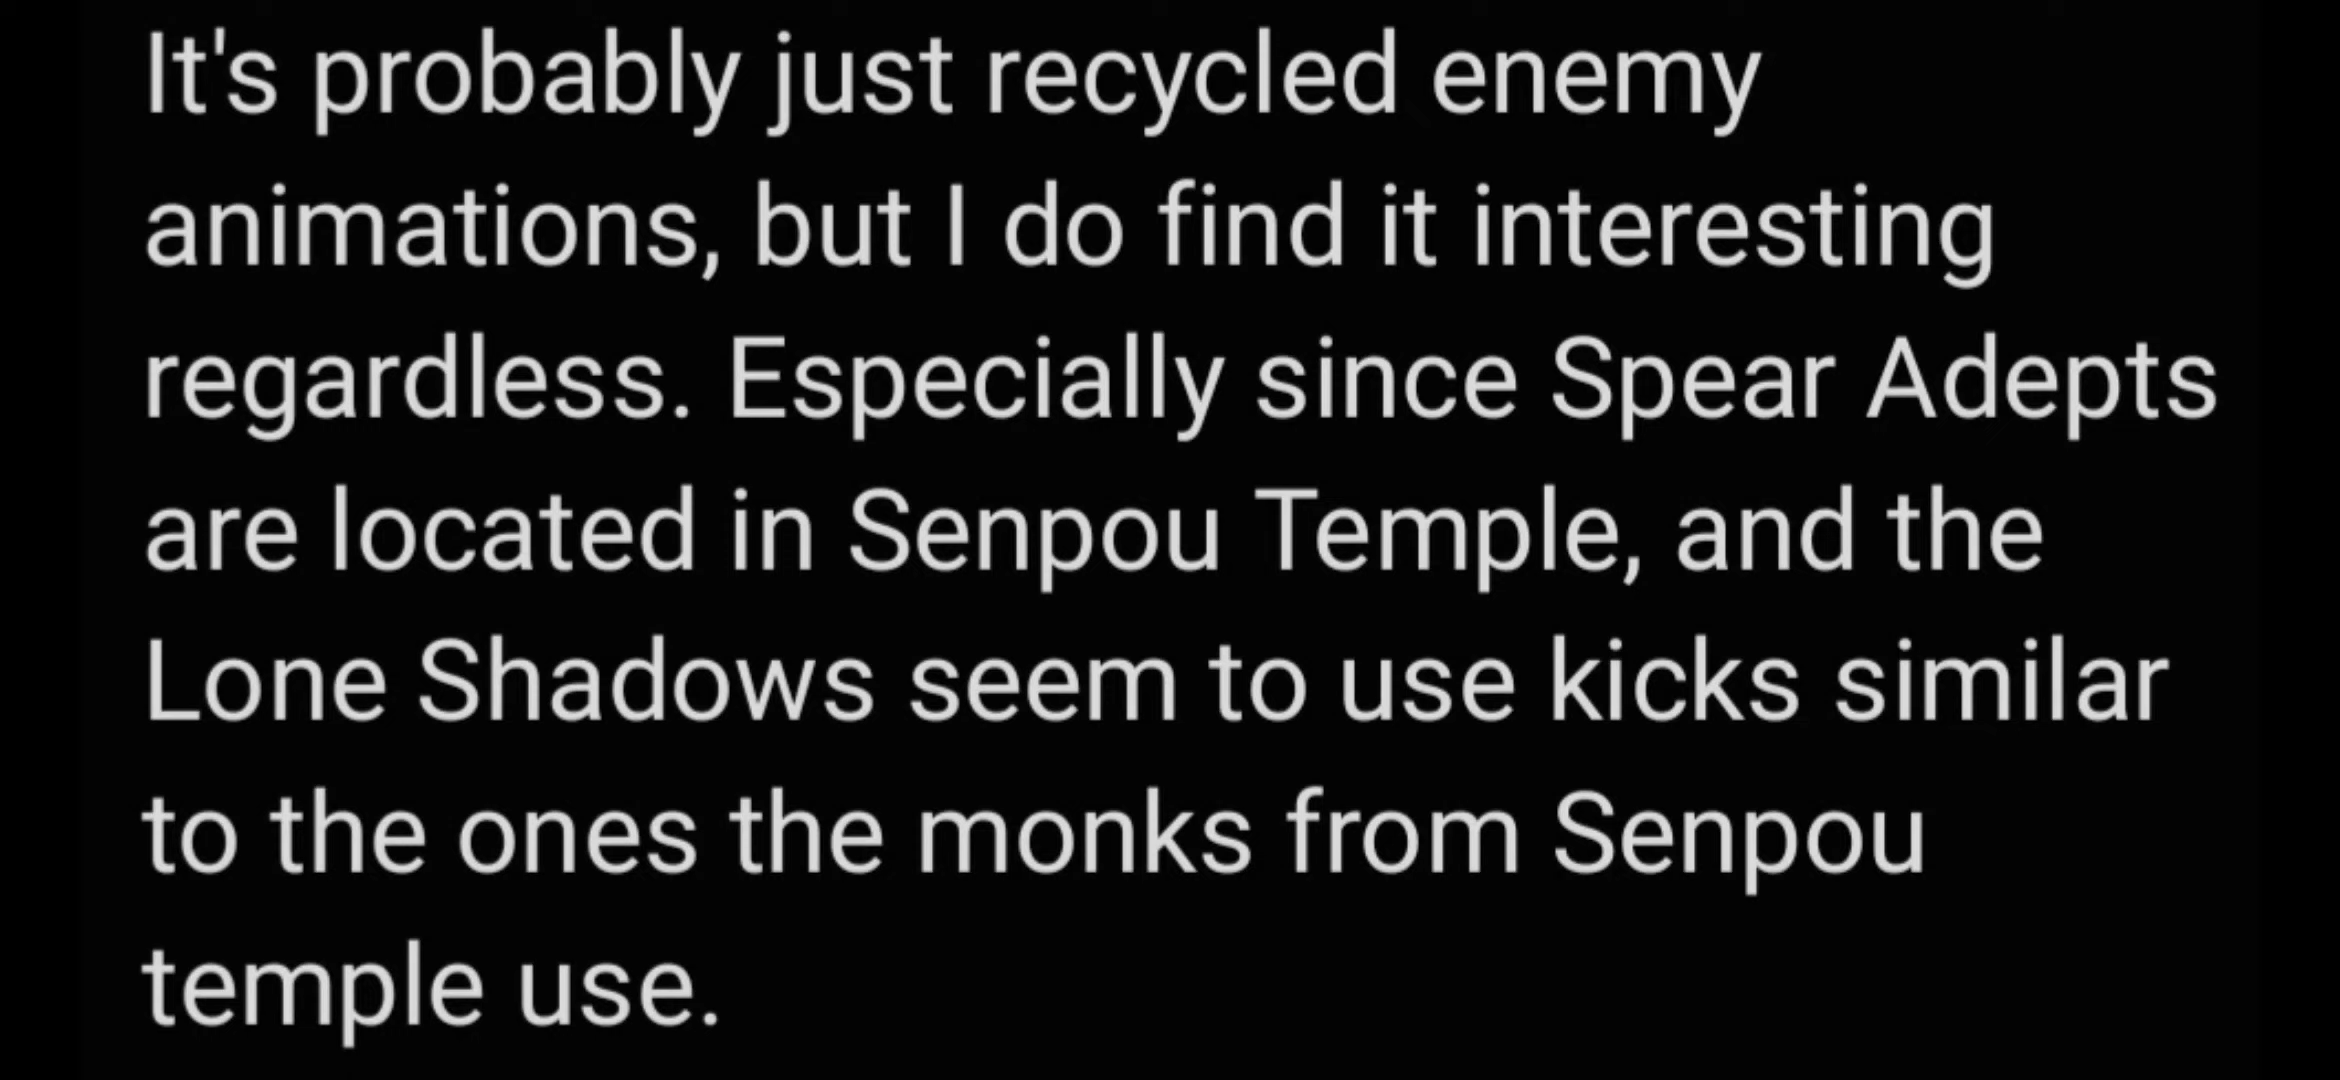 It's probably just recycled enemy
animations, but I do find it interesting
regardless. Especially since Spear Adepts
are located in Senpou Temple, and the
Lone Shadows seem to use kicks similar
to the ones the monks from Senpou
temple use.